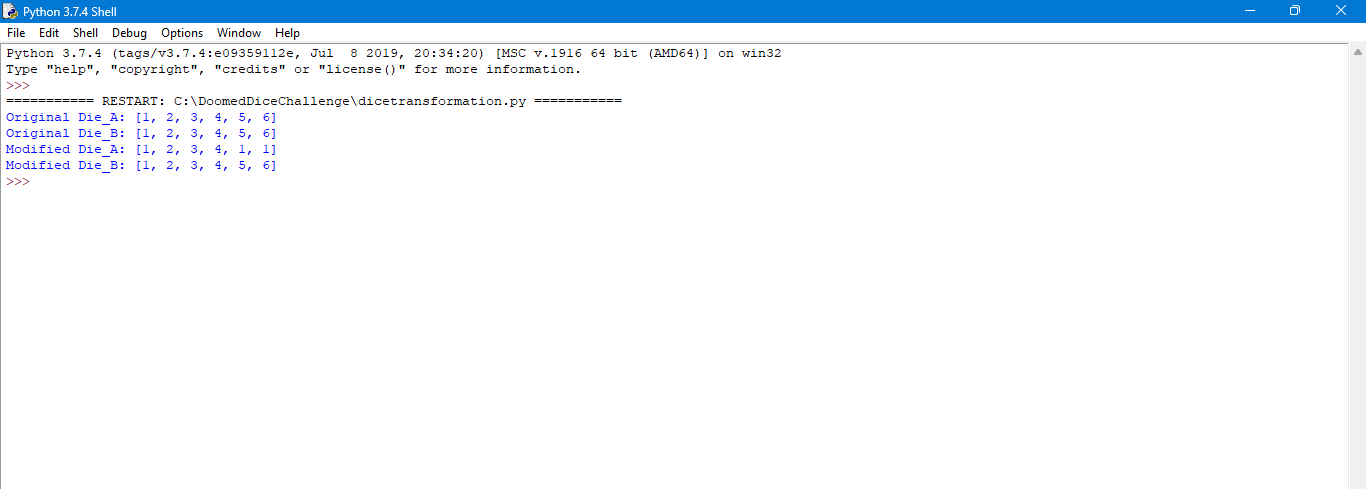 Python 3.7.4 Shell
File Edit Shell Debug Options Window Help
Python 3.7.4 (tags/v3.7.4:e09359112e, Jul  8 2019, 20:34:20) [MSC v.1916 64 bit (AMD64)] on win32
Type "help", "copyright", "credits" or "license()" for more information.
>>>
=========== RESTART: C:\DoomedDiceChallenge\dicetransformation.py ===========
Original Die_A: [1, 2, 3, 4, 5, 6]
Original Die_B: [1, 2, 3, 4, 5, 6]
Modified Die_A: [1, 2, 3, 4, 1, 1]
Modified Die_B: [1, 2, 3, 4, 5, 6]
>>>